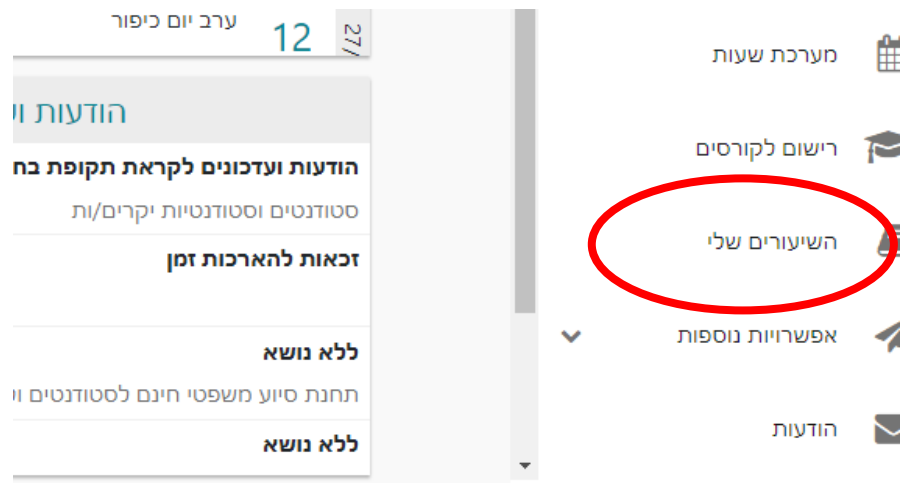 מערכת שעות
רישום לקורסים
השיעורים שלי
אפשרויות נוספות
הודעות
27/
12
ערב יום כיפור
הודעות
הודעות ועדכונים לקראת תקופת
סטודנטים וסטודנטיות יקרים/ות
זכאות להארכות זמן
ללא נושא
תחנת סיוע משפטי חינם לסטודנטים
ללא נושא